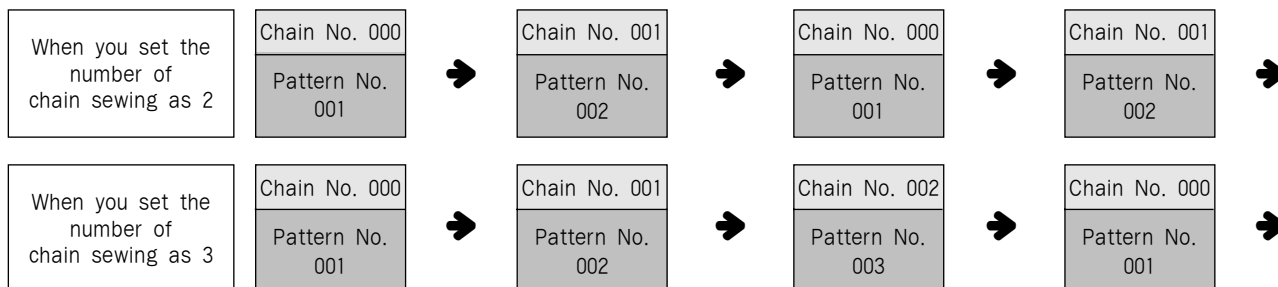 When you set the
number of
chain sewing as 2
Chain No. 000
Pattern No.
001
Chain No. 001
Pattern No.
002
Chain No. 000
Pattern No.
001
Chain No. 001
Pattern No.
002
When you set the
number of
chain sewing as 3
Chain No. 000
Pattern No.
001
Chain No. 001
Pattern No.
002
Chain No. 002
Pattern No.
003
Chain No. 000
Pattern No.
001